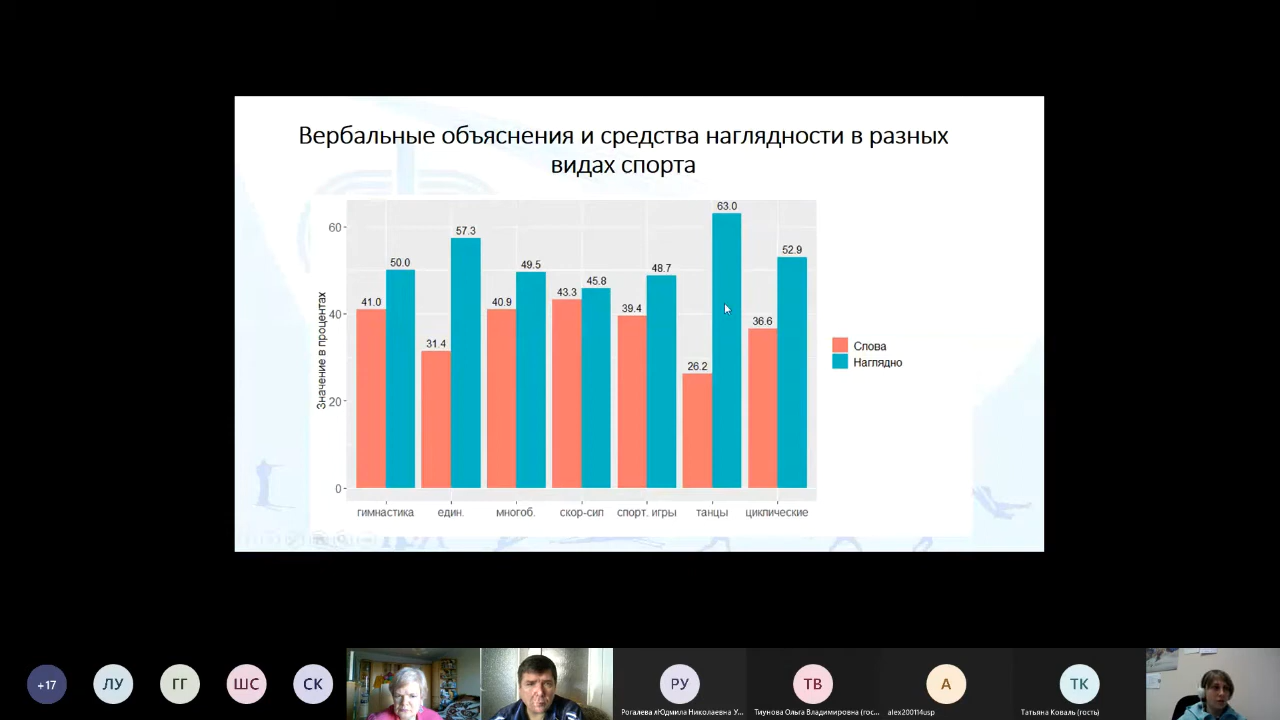 Вербальные объяснения и средства наглядности в разных
видах спорта
Значение в процентах
60
40
20
0
41.0
50.0
31.4
57.3
40.9
49.5
43.3
45.8
39.4
48.7
26.2
63.0
36.6
52.9
гимнастика
един.
многоб.
скор-сил
спорт. игры
танцы
циклические
Слова
Наглядно
+17
ЛУ
ГГ
ШС
СК
РУ
ТВ
А
ТК
Рогалева лЮдмила Николаевна У...
Тиунова Ольга Владимировна (гос...
alex200114usp
Татьяна Коваль (гость)